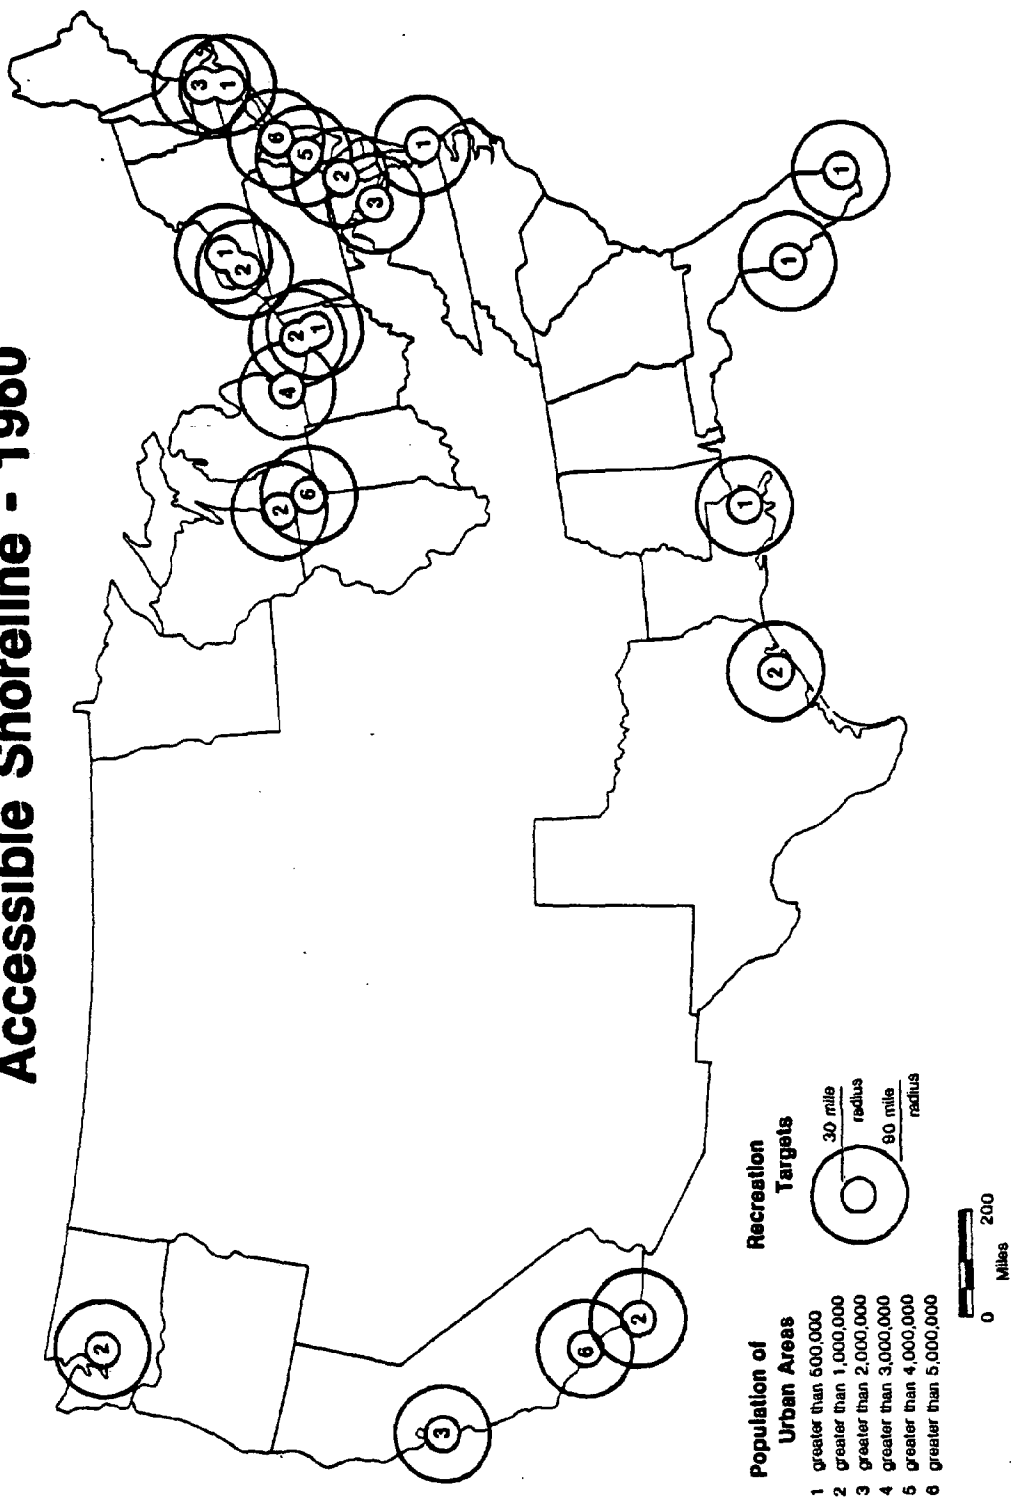 Accessible Shoreline - 1960
2
3
1
1
2
6
5
2
1
4
2
2
6
3
1
3
6
2
1
2
1
1
Population of
Urban Areas
1 greater than 500,000
2 greater than 1,000,000
3 greater than 2,000,000
4 greater than 3,000,000
5 greater than 4,000,000
6 greater than 5,000,000
Recreation
Targets
30 mile
radius
90 mile
radius
0 200
Miles